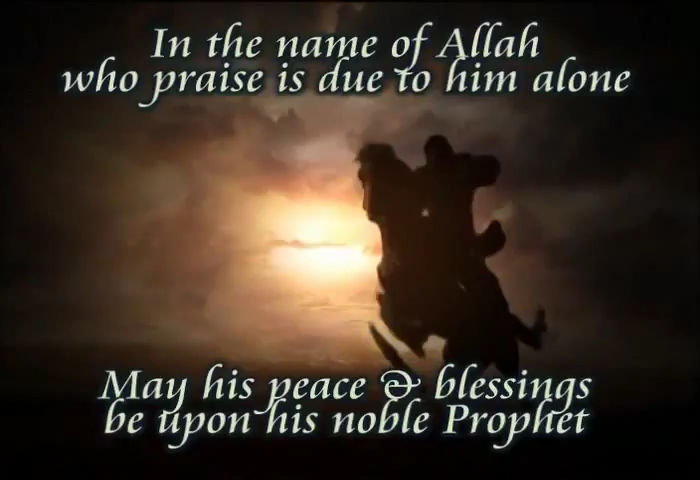 In the name of Allah
who praise is due to him alone
May his peace & blessings
be upon his noble Prophet